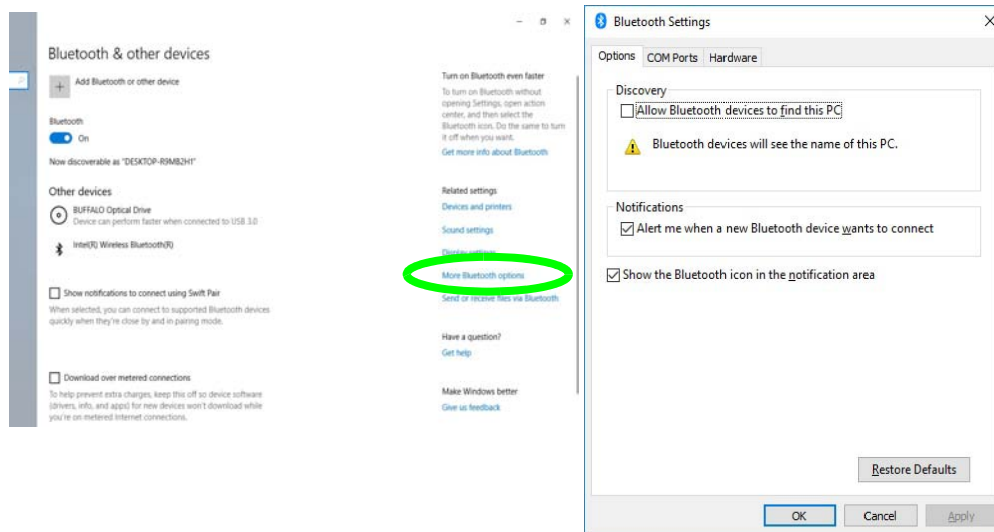 Bluetooth & other devices
Add Bluetooth or other device
Bluetooth
On
Now discoverable as "DESKTOP-R9MB2H1"
Other devices
BUFFALO Optical Drive
Device can perform faster when connected to USB 3.0
Intel(R) Wireless Bluetooth(R)
Show notifications to connect using Swift Pair
When selected, you can connect to supported Bluetooth devices
quickly when they're close by and in pairing mode.
Download over metered connections
To help prevent extra charges, keep this off so device software
(drivers, info, and apps) for new devices won't download while
you're on metered Internet connections.
Turn on Bluetooth even faster
To turn on Bluetooth without
opening Settings, open action
center, and then select the
Bluetooth icon. Do the same to turn
it off when you want.
Get more info about Bluetooth
Related settings
Devices and printers
Sound settings
Display settings
More Bluetooth options
Send or receive files via Bluetooth
Have a question?
Get help
Make Windows better
Give us feedback
Bluetooth Settings
Options COM Ports Hardware
Discovery
Allow Bluetooth devices to find this PC
Bluetooth devices will see the name of this PC.
Notifications
Alert me when a new Bluetooth device wants to connect
Show the Bluetooth icon in the notification area
Restore Defaults
OK Cancel Apply